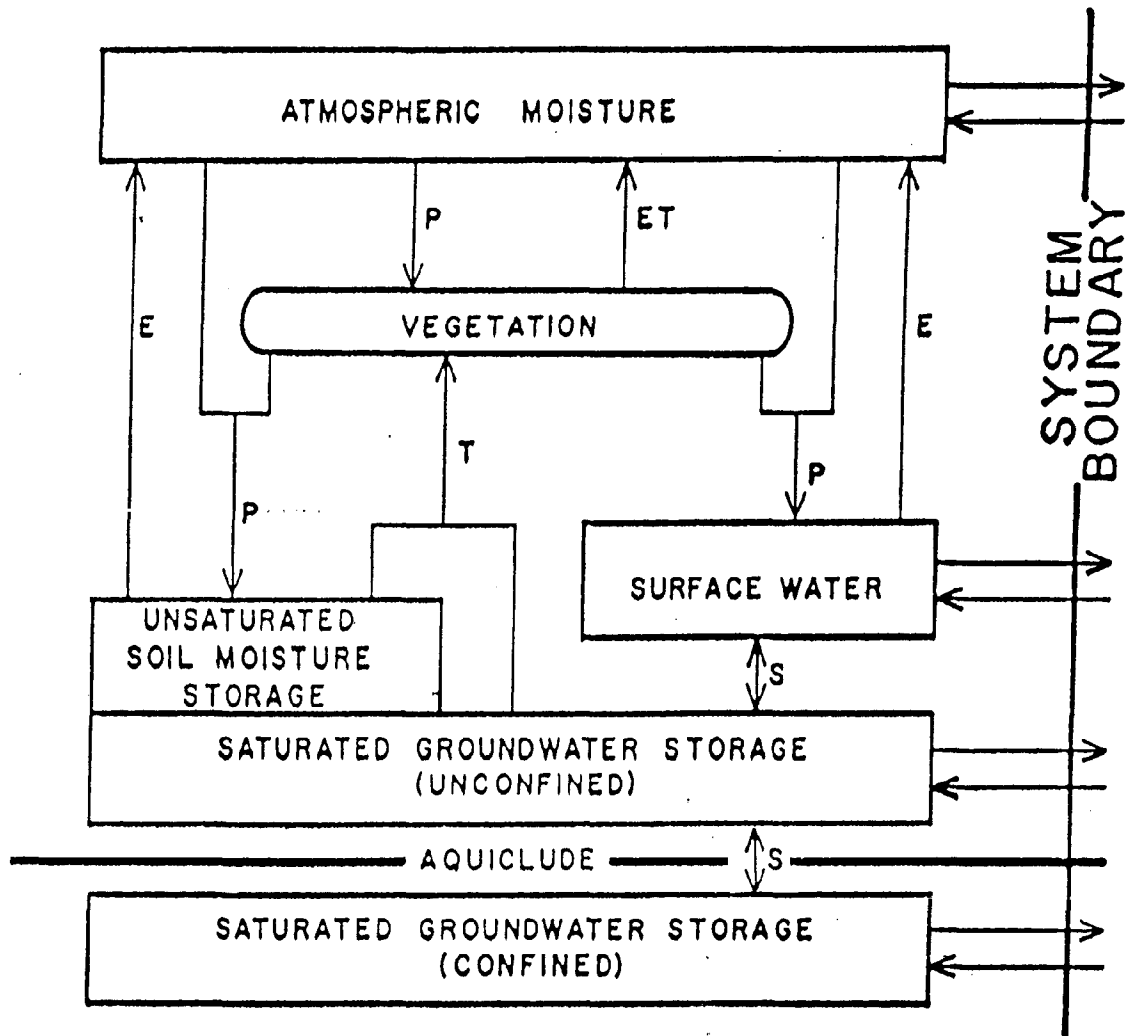 ATMOSPHERIC MOISTURE
P
ET
E
VEGETATION
E
SYSTEM
BOUNDARY
T
P
P
SURFACE WATER
UNSATURATED
SOIL MOISTURE
STORAGE
S
SATURATED GROUNDWATER STORAGE
(UNCONFINED)
AQUICLUDE
S
SATURATED GROUNDWATER STORAGE
(CONFINED)